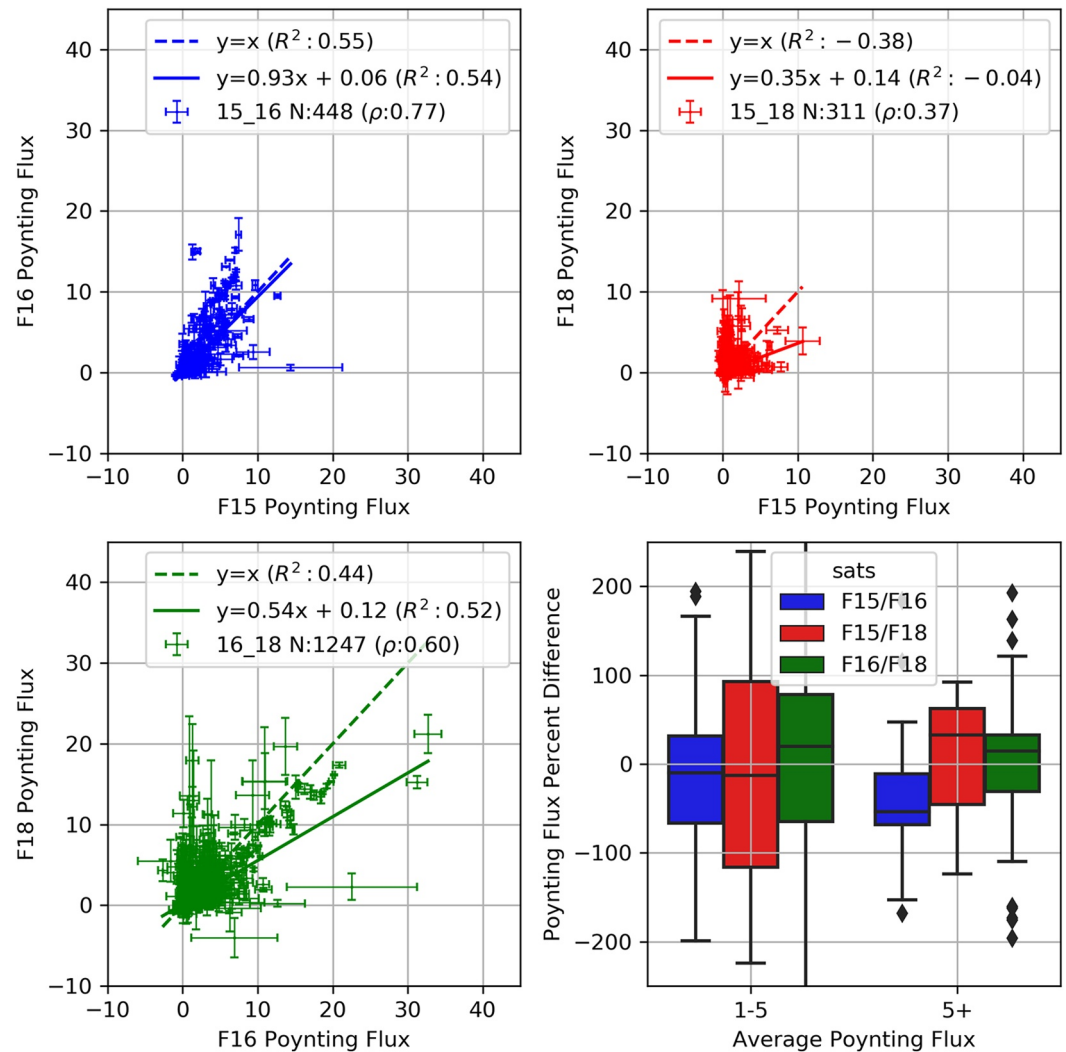 y=x (R²: 0.55)
y=0.93x + 0.06 (R²: 0.54)
15_16 N:448 (ρ:0.77)
40
30
20
10
0
−10
F16 Poynting Flux
−10 0 10 20 30 40
F15 Poynting Flux
y=x (R²: −0.38)
y=0.35x + 0.14 (R²: −0.04)
15_18 N:311 (ρ:0.37)
40
30
20
10
0
−10
F18 Poynting Flux
−10 0 10 20 30 40
F15 Poynting Flux
y=x (R²: 0.44)
y=0.54x + 0.12 (R²: 0.52)
16_18 N:1247 (ρ:0.60)
40
30
20
10
0
−10
F18 Poynting Flux
−10 0 10 20 30 40
F16 Poynting Flux
sats
F15/F16
F15/F18
F16/F18
200
100
0
−100
−200
Poynting Flux Percent Difference
1-5 5+
Average Poynting Flux